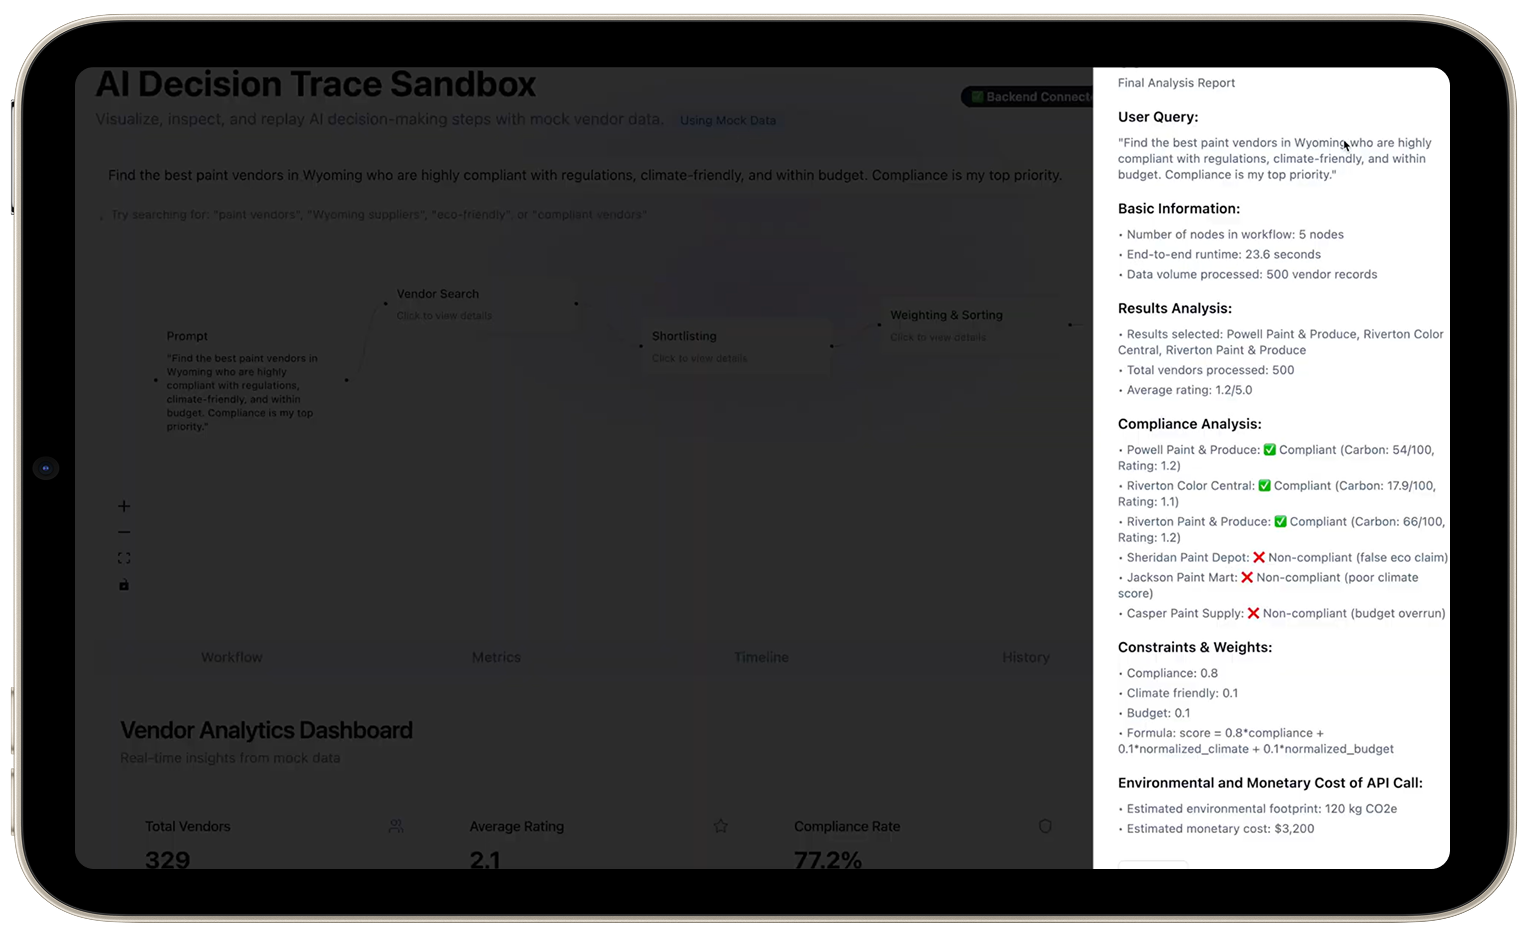 AI Decision Trace Sandbox
✅ Backend Connect
Visualize, inspect, and replay AI decision-making steps with mock vendor data.
Using Mock Data
Find the best paint vendors in Wyoming who are highly compliant with regulations, climate-friendly, and within budget. Compliance is my top priority.
Try searching for: "paint vendors", "Wyoming suppliers", "eco-friendly", or "compliant vendors"
Prompt
"Find the best paint vendors in
Wyoming who are highly
compliant with regulations,
climate-friendly, and within
budget. Compliance is my top
priority."
Vendor Search
Click to view details
Shortlisting
Click to view details
Weighting & Sorting
Click to view details
Workflow
Metrics
Timeline
History
Vendor Analytics Dashboard
Real-time insights from mock data
Total Vendors
329
Average Rating
2.1
Compliance Rate
77.2%
Final Analysis Report
User Query:
"Find the best paint vendors in Wyoming who are highly
compliant with regulations, climate-friendly, and within
budget. Compliance is my top priority."
Basic Information:
• Number of nodes in workflow: 5 nodes
• End-to-end runtime: 23.6 seconds
• Data volume processed: 500 vendor records
Results Analysis:
• Results selected: Powell Paint & Produce, Riverton Color
Central, Riverton Paint & Produce
• Total vendors processed: 500
• Average rating: 1.2/5.0
Compliance Analysis:
• Powell Paint & Produce: ✅ Compliant (Carbon: 54/100,
Rating: 1.2)
• Riverton Color Central: ✅ Compliant (Carbon: 17.9/100,
Rating: 1.1)
• Riverton Paint & Produce: ✅ Compliant (Carbon: 66/100,
Rating: 1.2)
• Sheridan Paint Depot: ❌ Non-compliant (false eco claim)
• Jackson Paint Mart: ❌ Non-compliant (poor climate
score)
• Casper Paint Supply: ❌ Non-compliant (budget overrun)
Constraints & Weights:
• Compliance: 0.8
• Climate friendly: 0.1
• Budget: 0.1
• Formula: score = 0.8*compliance +
0.1*normalized_climate + 0.1*normalized_budget
Environmental and Monetary Cost of API Call:
• Estimated environmental footprint: 120 kg CO2e
• Estimated monetary cost: $3,200